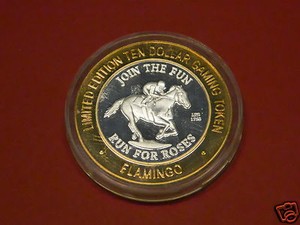 LIMITED EDITION TEN DOLLAR GAMING TOKEN
JOIN THE FUN
RUN FOR ROSES
FLAMINGO